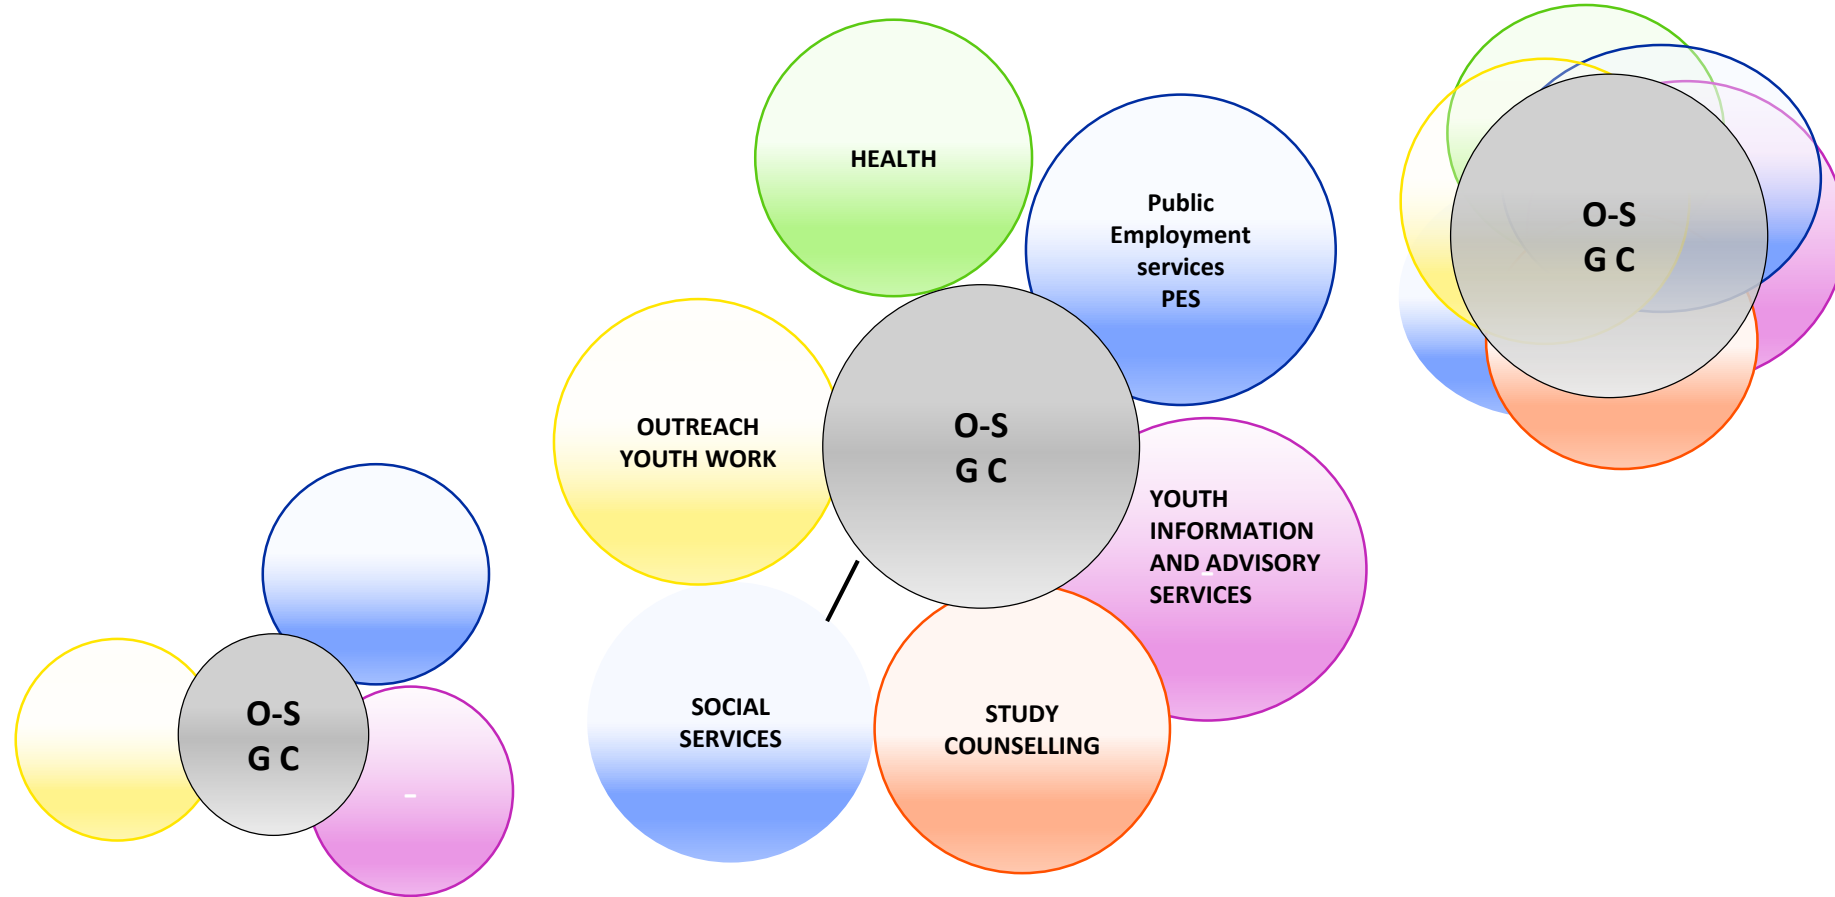 HEALTH
Public
Employment
services
PES
OUTREACH
YOUTH WORK
O-S
G C
YOUTH
INFORMATION
AND ADVISORY
SERVICES
SOCIAL
SERVICES
STUDY
COUNSELLING
O-S
G C
-
O-S
G C